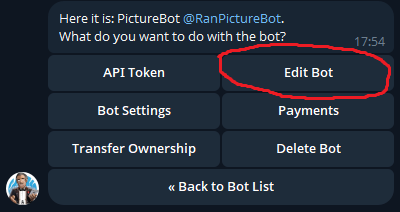 Here it is: PictureBot @RanPictureBot.
What do you want to do with the bot?
17:54
API Token
Edit Bot
Bot Settings
Payments
Transfer Ownership
Delete Bot
« Back to Bot List